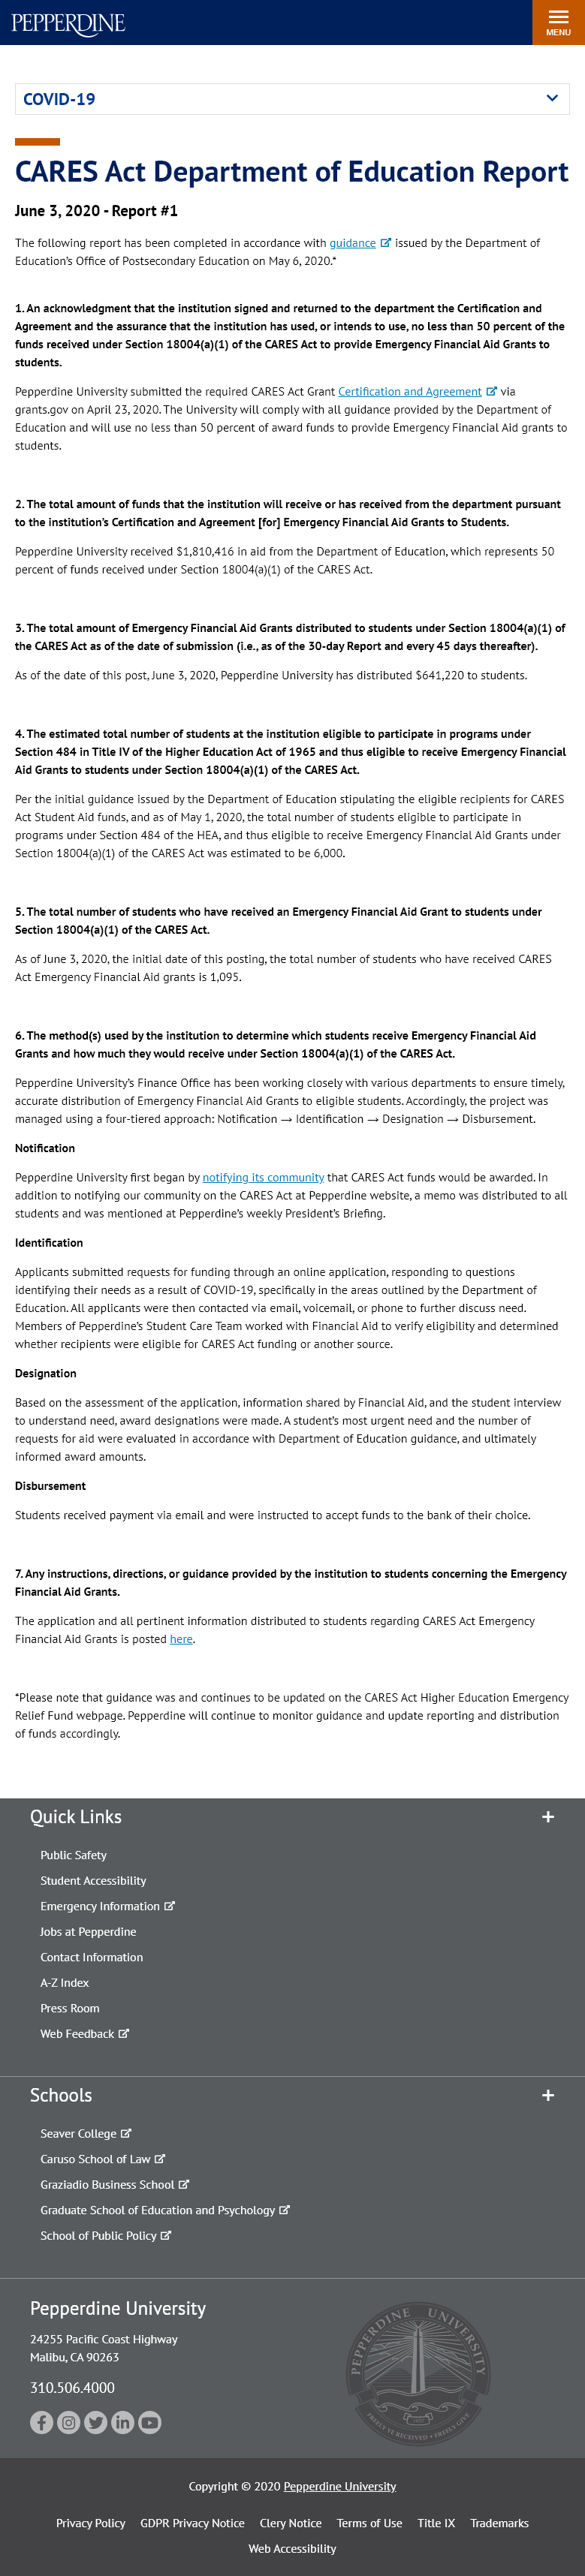 PEPPERDINE
MENU
COVID-19
CARES Act Department of Education Report
June 3, 2020 - Report #1
The following report has been completed in accordance with guidance issued by the Department of
Education's Office of Postsecondary Education on May 6, 2020.*
1. An acknowledgment that the institution signed and returned to the department the Certification and
Agreement and the assurance that the institution has used, or intends to use, no less than 50 percent of the
funds received under Section 18004(a)(1) of the CARES Act to provide Emergency Financial Aid Grants to
students.
Pepperdine University submitted the required CARES Act Grant Certification and Agreement via
grants.gov on April 23, 2020. The University will comply with all guidance provided by the Department of
Education and will use no less than 50 percent of award funds to provide Emergency Financial Aid grants to
students.
2. The total amount of funds that the institution will receive or has received from the department pursuant
to the institution's Certification and Agreement [for] Emergency Financial Aid Grants to Students.
Pepperdine University received $1,810,416 in aid from the Department of Education, which represents 50
percent of funds received under Section 18004(a)(1) of the CARES Act.
3. The total amount of Emergency Financial Aid Grants distributed to students under Section 18004(a)(1) of
the CARES Act as of the date of submission (i.e., as of the 30-day Report and every 45 days thereafter).
As of the date of this post, June 3, 2020, Pepperdine University has distributed $641,220 to students.
4. The estimated total number of students at the institution eligible to participate in programs under
Section 484 in Title IV of the Higher Education Act of 1965 and thus eligible to receive Emergency Financial
Aid Grants to students under Section 18004(a)(1) of the CARES Act.
Per the initial guidance issued by the Department of Education stipulating the eligible recipients for CARES
Act Student Aid funds, and as of May 1, 2020, the total number of students eligible to participate in
programs under Section 484 of the HEA, and thus eligible to receive Emergency Financial Aid Grants under
Section 18004(a)(1) of the CARES Act was estimated to be 6,000.
5. The total number of students who have received an Emergency Financial Aid Grant to students under
Section 18004(a)(1) of the CARES Act.
As of June 3, 2020, the initial date of this posting, the total number of students who have received CARES
Act Emergency Financial Aid grants is 1,095.
6. The method(s) used by the institution to determine which students receive Emergency Financial Aid
Grants and how much they would receive under Section 18004(a)(1) of the CARES Act.
Pepperdine University's Finance Office has been working closely with various departments to ensure timely,
accurate distribution of Emergency Financial Aid Grants to eligible students. Accordingly, the project was
managed using a four-tiered approach: Notification → Identification → Designation → Disbursement.
Notification
Pepperdine University first began by notifying its community that CARES Act funds would be awarded. In
addition to notifying our community on the CARES Act at Pepperdine website, a memo was distributed to all
students and was mentioned at Pepperdine's weekly President's Briefing.
Identification
Applicants submitted requests for funding through an online application, responding to questions
identifying their needs as a result of COVID-19, specifically in the areas outlined by the Department of
Education. All applicants were then contacted via email, voicemail, or phone to further discuss need.
Members of Pepperdine's Student Care Team worked with Financial Aid to verify eligibility and determined
whether recipients were eligible for CARES Act funding or another source.
Designation
Based on the assessment of the application, information shared by Financial Aid, and the student interview
to understand need, award designations were made. A student's most urgent need and the number of
requests for aid were evaluated in accordance with Department of Education guidance, and ultimately
informed award amounts.
Disbursement
Students received payment via email and were instructed to accept funds to the bank of their choice.
7. Any instructions, directions, or guidance provided by the institution to students concerning the Emergency
Financial Aid Grants.
The application and all pertinent information distributed to students regarding CARES Act Emergency
Financial Aid Grants is posted here.
*Please note that guidance was and continues to be updated on the CARES Act Higher Education Emergency
Relief Fund webpage. Pepperdine will continue to monitor guidance and update reporting and distribution
of funds accordingly.
Quick Links
Public Safety
Student Accessibility
Emergency Information
Jobs at Pepperdine
Contact Information
A-Z Index
Press Room
Web Feedback
Schools
Seaver College
Caruso School of Law
Graziadio Business School
Graduate School of Education and Psychology
School of Public Policy
Pepperdine University
24255 Pacific Coast Highway
Malibu, CA 90263
310.506.4000
PEPPERDINE UNIVERSITY
FREELY YE RECEIVED FREELY GIVE
Copyright © 2020 Pepperdine University
Privacy Policy GDPR Privacy Notice Clery Notice Terms of Use Title IX Trademarks
Web Accessibility